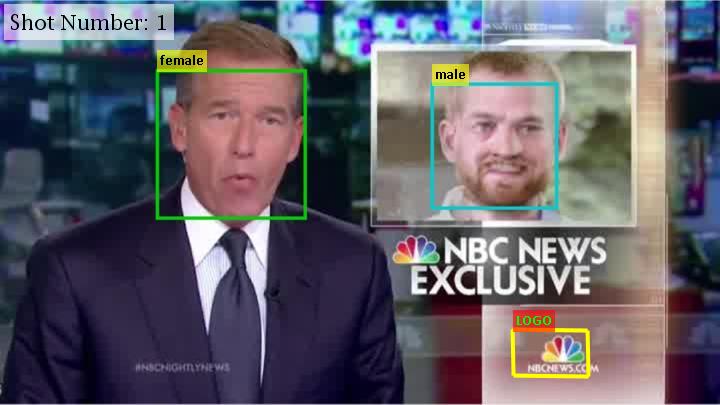 Shot Number: 1
female
male
NBC NEWS
EXCLUSIVE
LOGO
NBCNEWS.COM
#NBCNIGHTLYNEWS